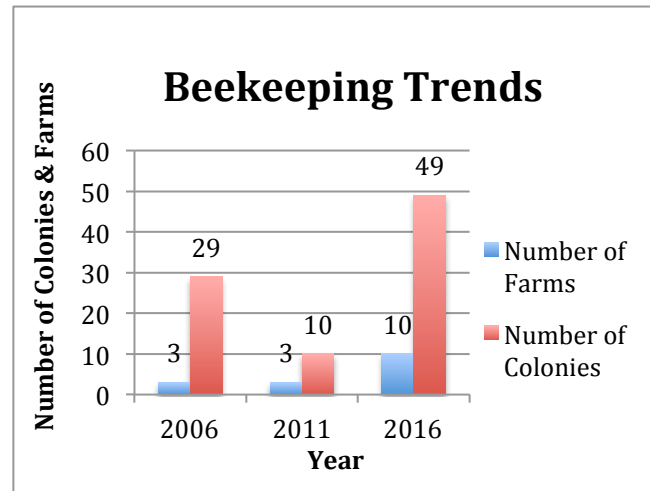 Beekeeping Trends
Number of Colonies & Farms
60
50
40
30
20
10
0
3
29
3
10
10
49
2006
2011
2016
Year
Number of
Farms
Number of
Colonies